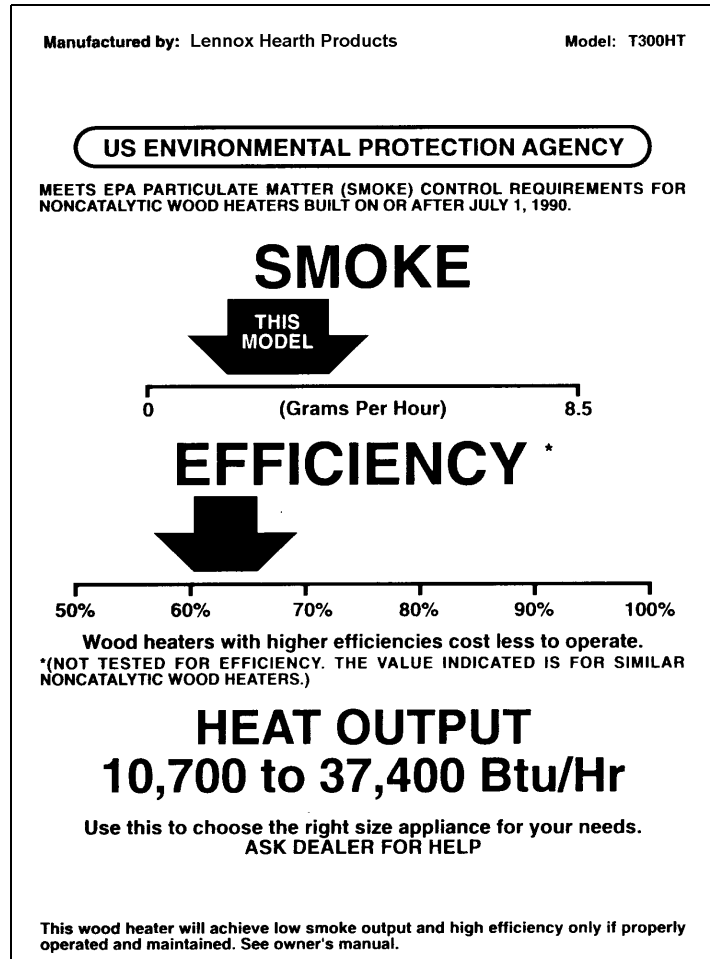 Manufactured by: Lennox Hearth Products Model: T300HT
US ENVIRONMENTAL PROTECTION AGENCY
MEETS EPA PARTICULATE MATTER (SMOKE) CONTROL REQUIREMENTS FOR
NONCATALYTIC WOOD HEATERS BUILT ON OR AFTER JULY 1, 1990.
SMOKE
THIS
MODEL
0 (Grams Per Hour) 8.5
EFFICIENCY *
50% 60% 70% 80% 90% 100%
Wood heaters with higher efficiencies cost less to operate.
*(NOT TESTED FOR EFFICIENCY. THE VALUE INDICATED IS FOR SIMILAR
NONCATALYTIC WOOD HEATERS.)
HEAT OUTPUT
10,700 to 37,400 Btu/Hr
Use this to choose the right size appliance for your needs.
ASK DEALER FOR HELP
This wood heater will achieve low smoke output and high efficiency only if properly
operated and maintained. See owner's manual.